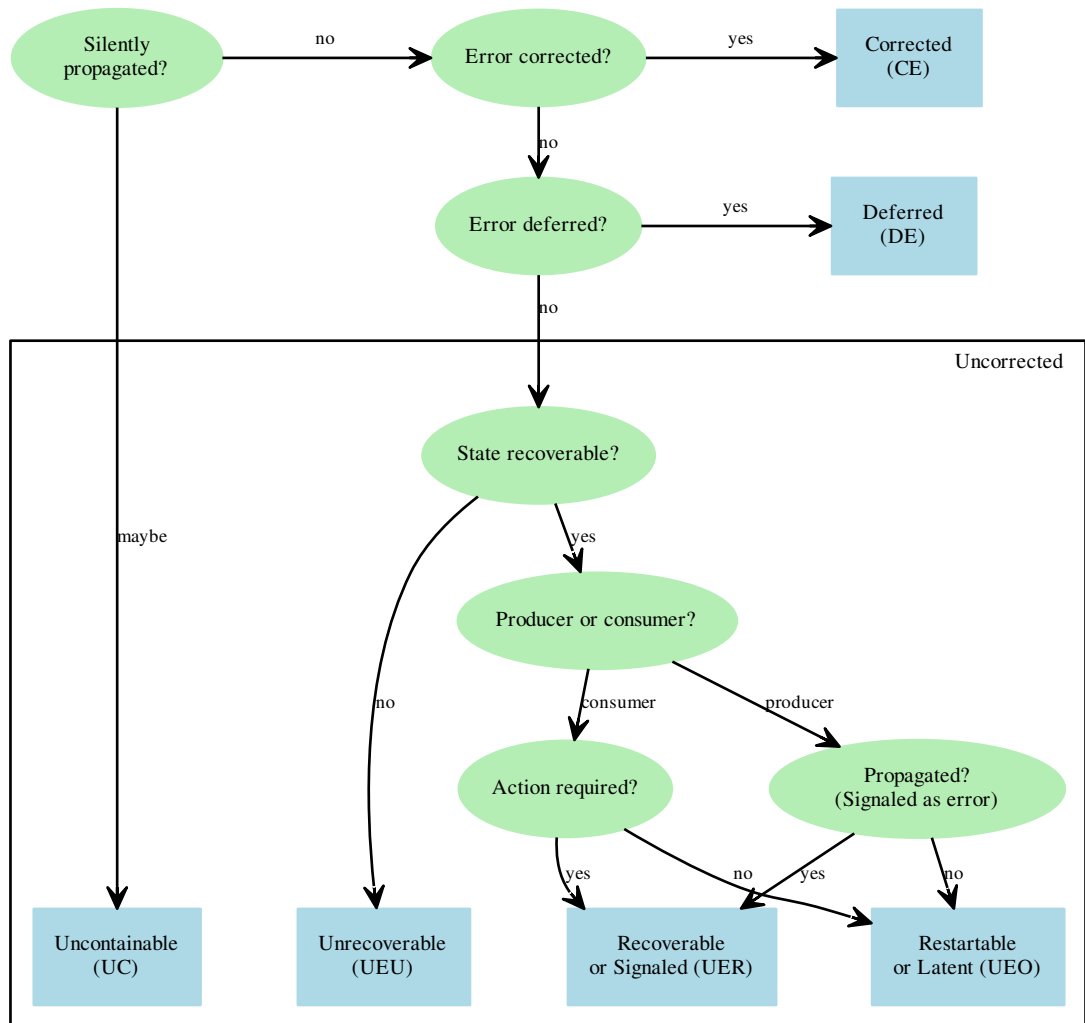 Silently
propagated?
no
Error corrected?
yes
Corrected
(CE)
no
Error deferred?
yes
Deferred
(DE)
no
Uncorrected
State recoverable?
maybe
yes
Producer or consumer?
no
consumer
producer
Action required?
Propagated?
(Signaled as error)
yes
no
yes
no
Uncontainable
(UC)
Unrecoverable
(UEU)
Recoverable
or Signaled (UER)
Restartable
or Latent (UEO)